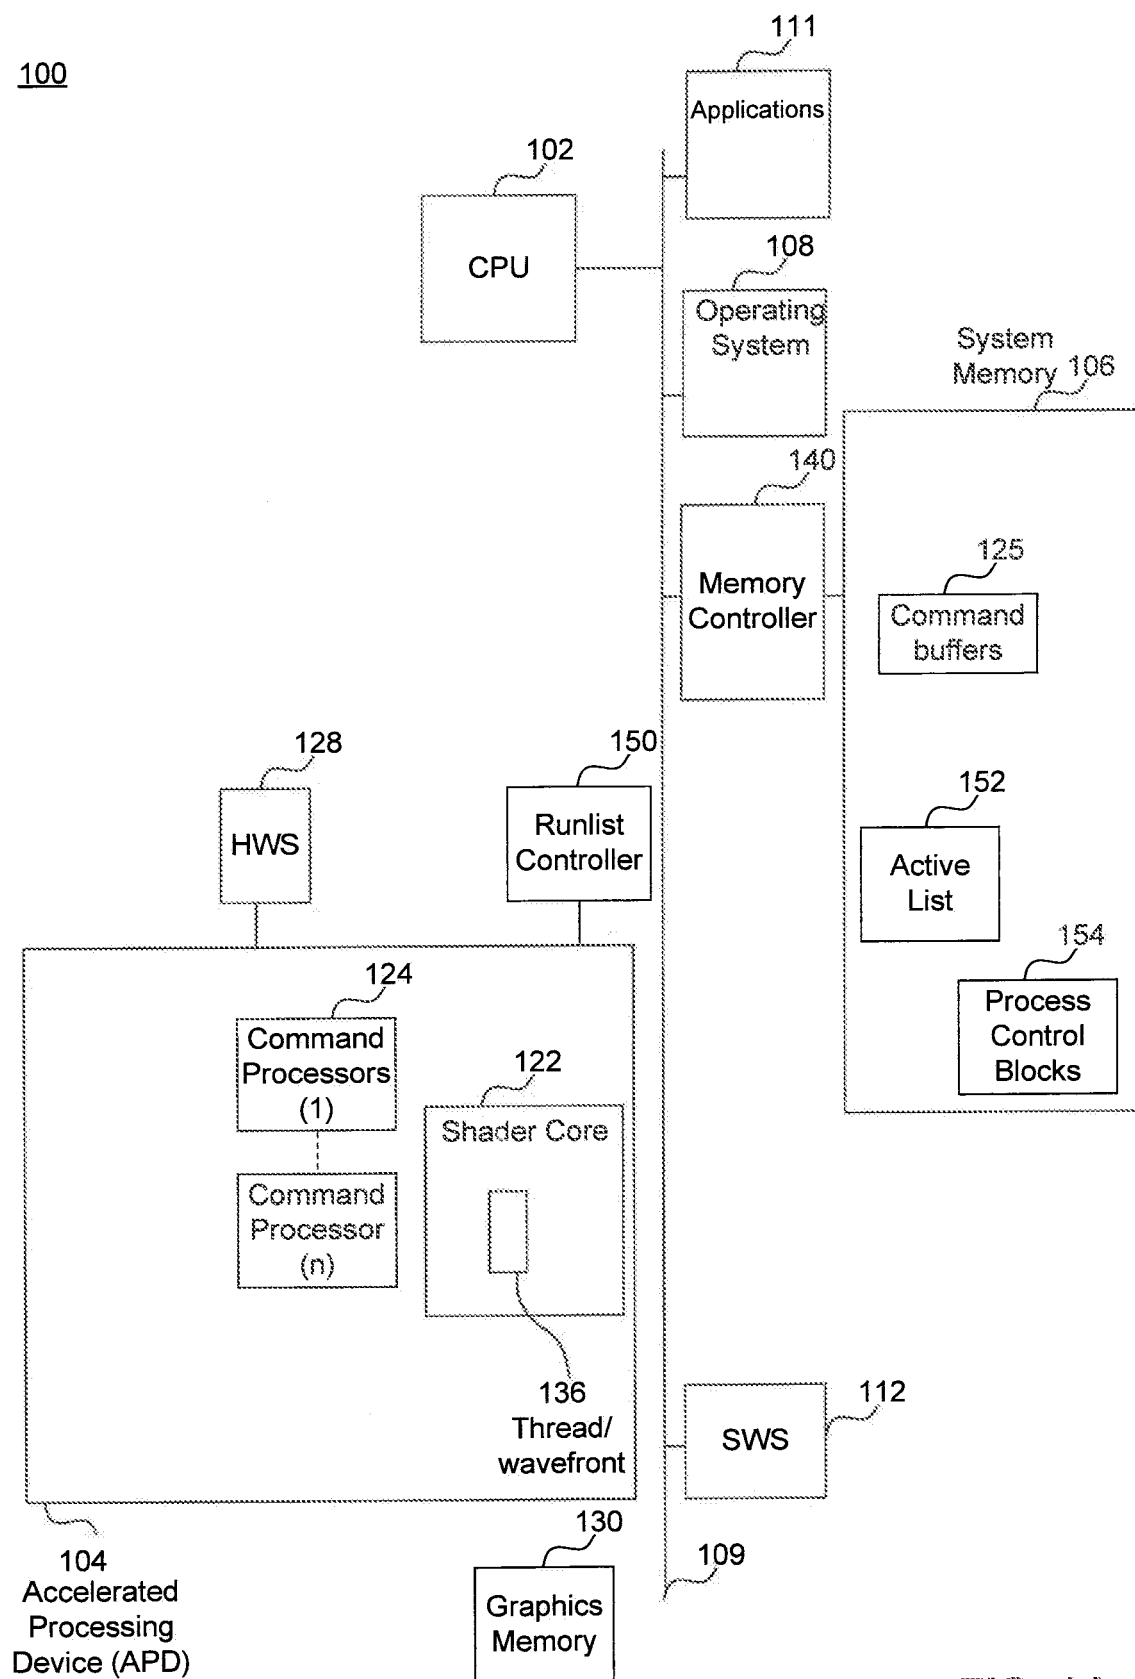 100
111
Applications
102
CPU
108
Operating
System
System
Memory
106
140
Memory
Controller
125
Command
buffers
128
HWS
150
Runlist
Controller
152
Active
List
154
Process
Control
Blocks
124
Command
Processors
(1)
122
Shader Core
Command
Processor
(n)
136
Thread/
wavefront
SWS
112
104
Accelerated
Processing
Device (APD)
130
Graphics
Memory
109